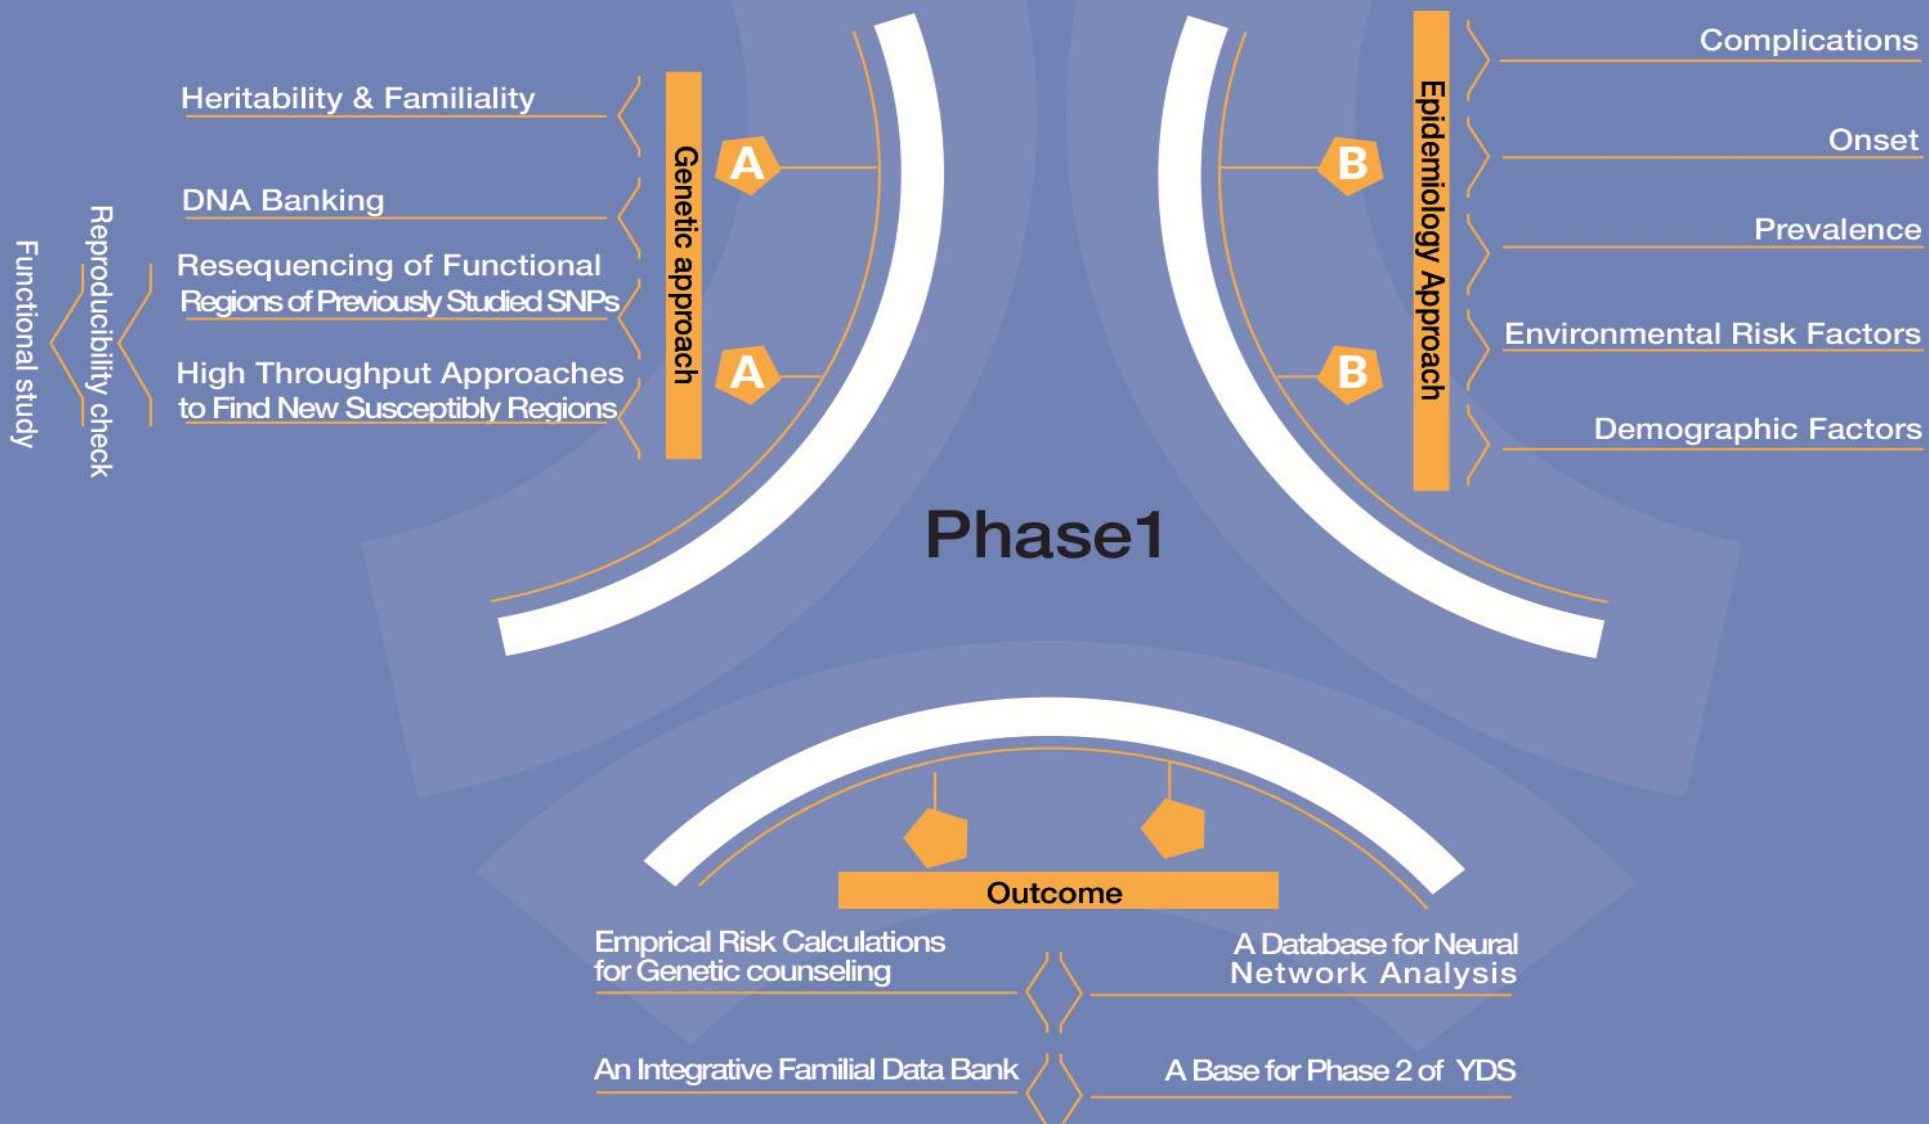 Heritability & Familiality
DNA Banking
Resequencing of Functional
Regions of Previously Studied SNPs
High Throughput Approaches
to Find New Susceptibly Regions
Reproducibility check
Functional study
Genetic approach
A
A
B
B
Epidemiology Approach
Complications
Onset
Prevalence
Environmental Risk Factors
Demographic Factors
Phase1
Outcome
Emprical Risk Calculations
for Genetic counseling
An Integrative Familial Data Bank
A Database for Neural
Network Analysis
A Base for Phase 2 of YDS